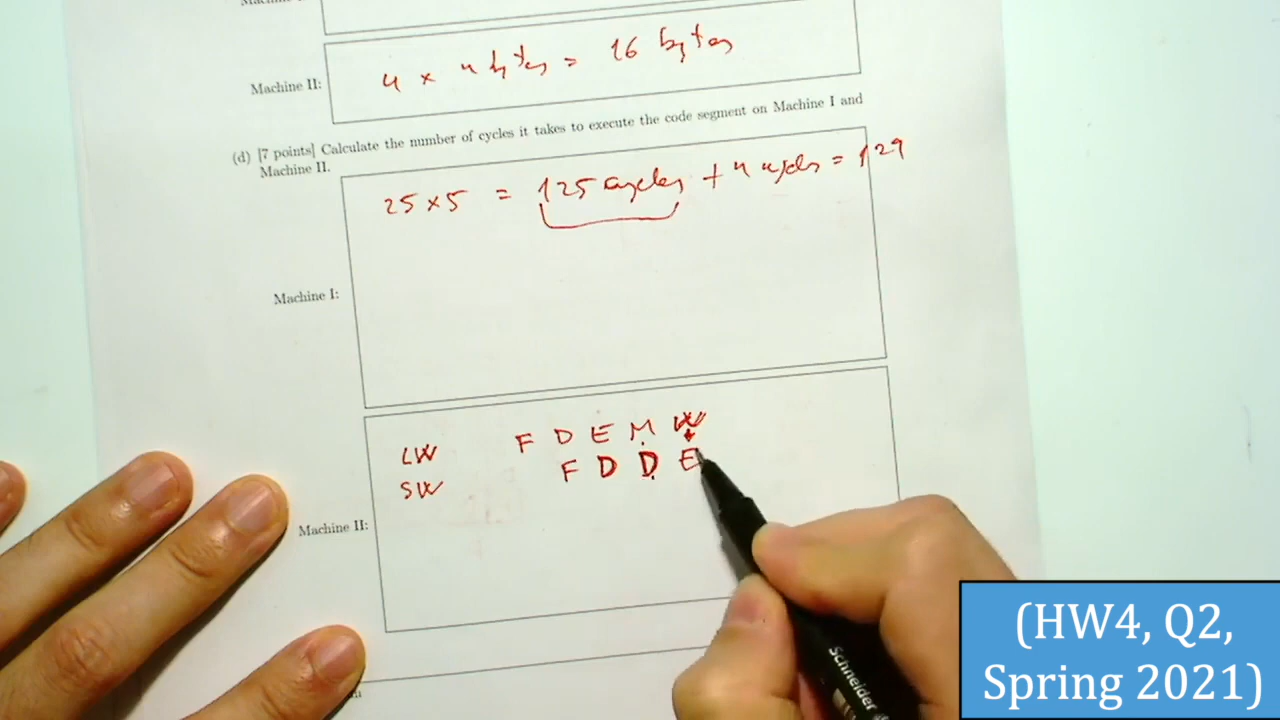 Machine II:
4 × 4 bytes = 16 bytes
(d) [7 points] Calculate the number of cycles it takes to execute the code segment on Machine I and
Machine II.
25 × 5 = 125 cycles + 4 cycles = 129
Machine I:
LW F D E M W
SW F D D E
Machine II:
Schneider
(HW4, Q2,
Spring 2021)